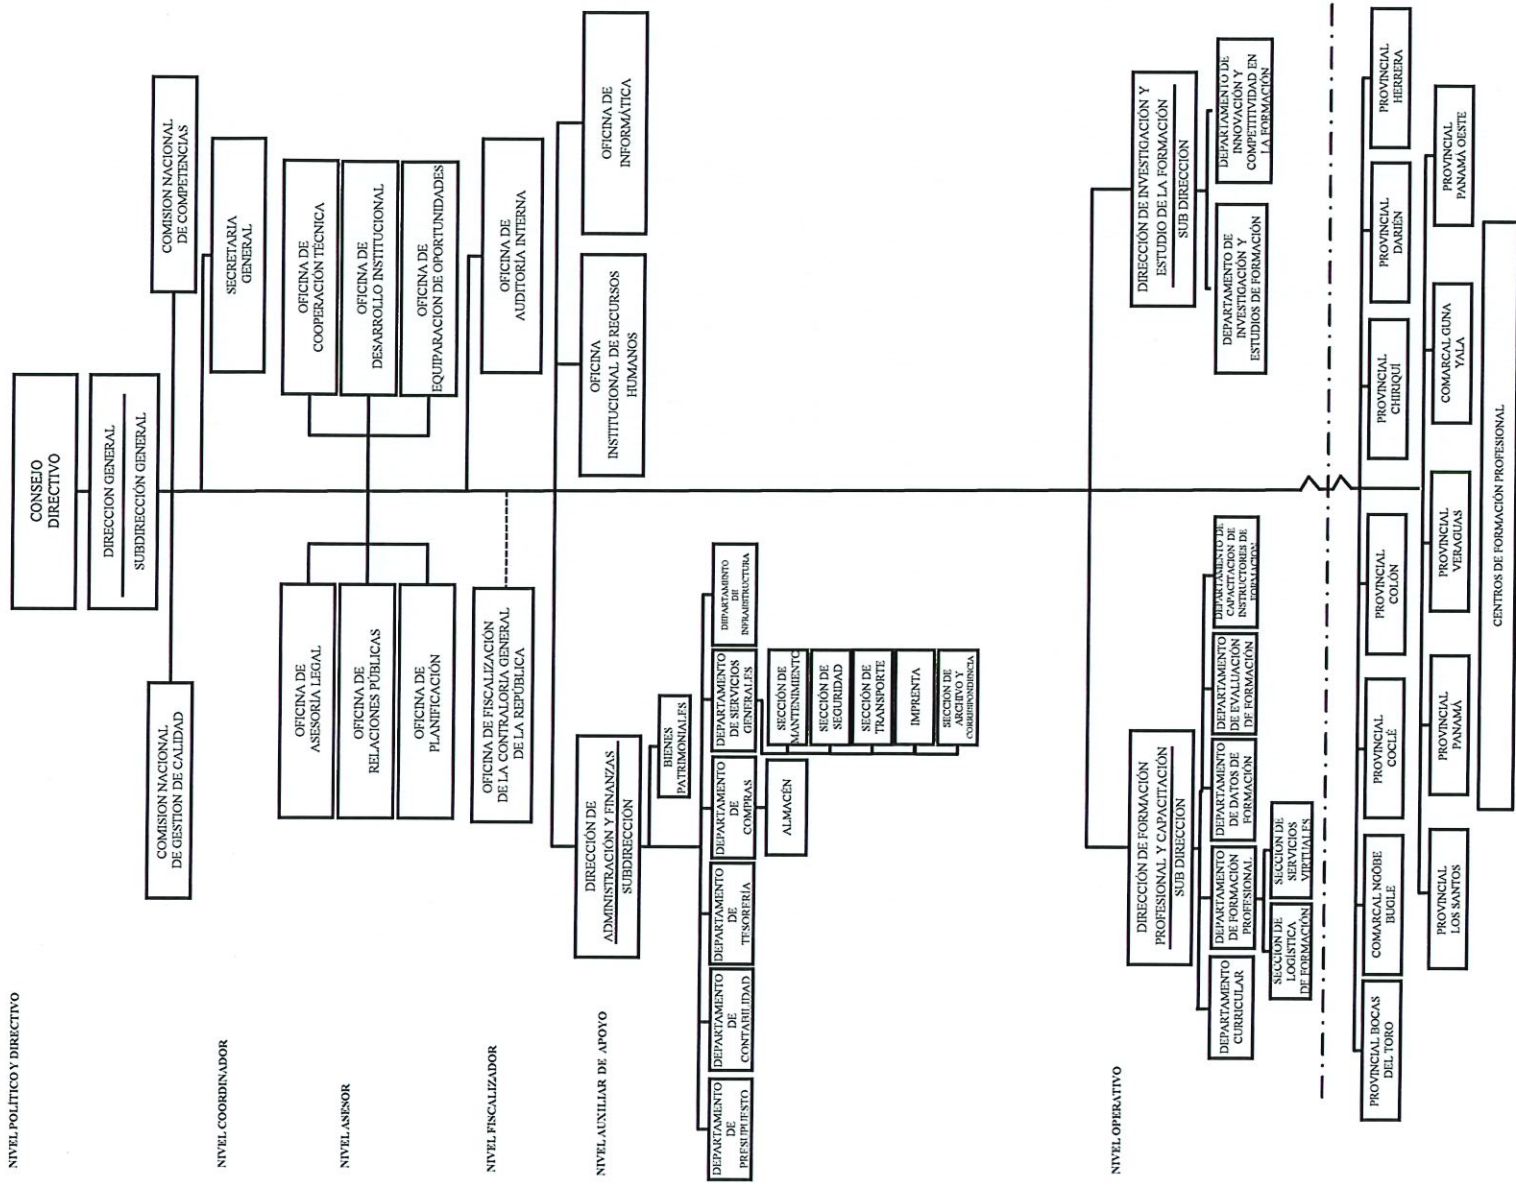 NIVEL POLÍTICO Y DIRECTIVO
CONSEJO
DIRECTIVO
DIRECCION GENERAL
SUBDIRECCIÓN GENERAL
COMISION NACIONAL
DE GESTION DE CALIDAD
COMISION NACIONAL
DE COMPETENCIAS
NIVEL COORDINADOR
SECRETARIA
GENERAL
NIVEL ASESOR
OFICINA DE
ASESORÍA LEGAL
OFICINA DE
RELACIONES PÚBLICAS
OFICINA DE
PLANIFICACIÓN
OFICINA DE
COOPERACIÓN TÉCNICA
OFICINA DE
DESARROLLO INSTITUCIONAL
OFICINA DE
EQUIPARACION DE OPORTUNIDADES
NIVEL FISCALIZADOR
OFICINA DE FISCALIZACIÓN
DE LA CONTRALORIA GENERAL
DE LA REPÚBLICA
OFICINA DE
AUDITORÍA INTERNA
NIVEL AUXILIAR DE APOYO
DIRECCIÓN DE
ADMINISTRACIÓN Y FINANZAS
SUBDIRECCIÓN
OFICINA
INSTITUCIONAL DE RECURSOS
HUMANOS
OFICINA DE
INFORMÁTICA
BIENES
PATRIMONIALES
DEPARTAMENTO
DE
PRESUPUESTO
DEPARTAMENTO
DE
CONTABILIDAD
DEPARTAMENTO
DE
TESORERÍA
DEPARTAMENTO
DE
COMPRAS
DEPARTAMENTO
DE SERVICIOS
GENERALES
DEPARTAMENTO
DE
INFRAESTRUCTURA
ALMACÉN
SECCIÓN DE
MANTENIMIENTO
SECCIÓN DE
SEGURIDAD
SECCIÓN DE
TRANSPORTE
IMPRENTA
SECCIÓN DE
ARCHIVO Y
CORRESPONDENCIA
NIVEL OPERATIVO
DIRECCIÓN DE FORMACIÓN
PROFESIONAL Y CAPACITACIÓN
SUB DIRECCIÓN
DIRECCIÓN DE INVESTIGACIÓN Y
ESTUDIO DE LA FORMACIÓN
SUB DIRECCION
DEPARTAMENTO
CURRICULAR
DEPARTAMENTO
DE FORMACIÓN
PROFESIONAL
DEPARTAMENTO
DE DATOS DE
FORMACIÓN
DEPARTAMENTO
DE EVALUACIÓN
DE FORMACIÓN
DEPARTAMENTO DE
CAPACITACION DE
INSTRUCTORES DE
FORMACION
DEPARTAMENTO DE
INVESTIGACIÓN Y
ESTUDIOS DE FORMACIÓN
DEPARTAMENTO DE
INNOVACIÓN Y
COMPETITIVIDAD EN
LA FORMACIÓN
SECCION DE
LOGÍSTICA
DE FORMACIÓN
SECCION DE
SERVICIOS
VIRTUALES
PROVINCIAL BOCAS
DEL TORO
COMARCAL NGÖBE
BUGLE
PROVINCIAL
COCLÉ
PROVINCIAL
COLÓN
PROVINCIAL
CHIRIQUÍ
PROVINCIAL
DARIÉN
PROVINCIAL
HERRERA
PROVINCIAL
LOS SANTOS
PROVINCIAL
PANAMÁ
PROVINCIAL
VERAGUAS
COMARCAL GUNA
YALA
PROVINCIAL
PANAMÁ OESTE
CENTROS DE FORMACIÓN PROFESIONAL